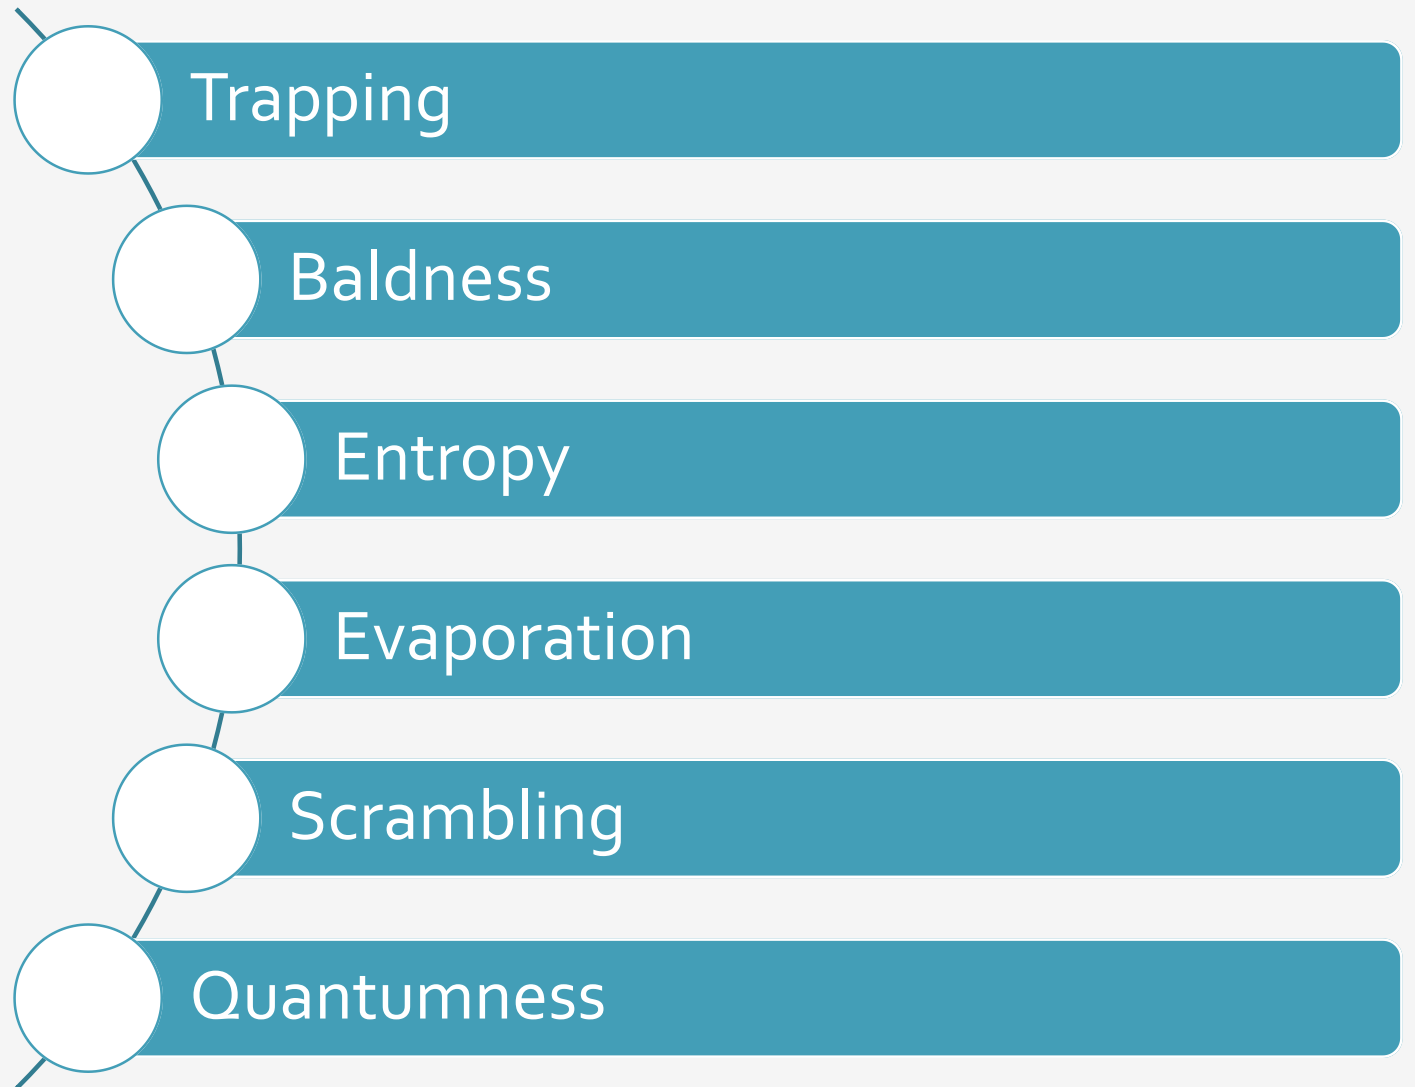 Trapping
Baldness
Entropy
Evaporation
Scrambling
Quantumness